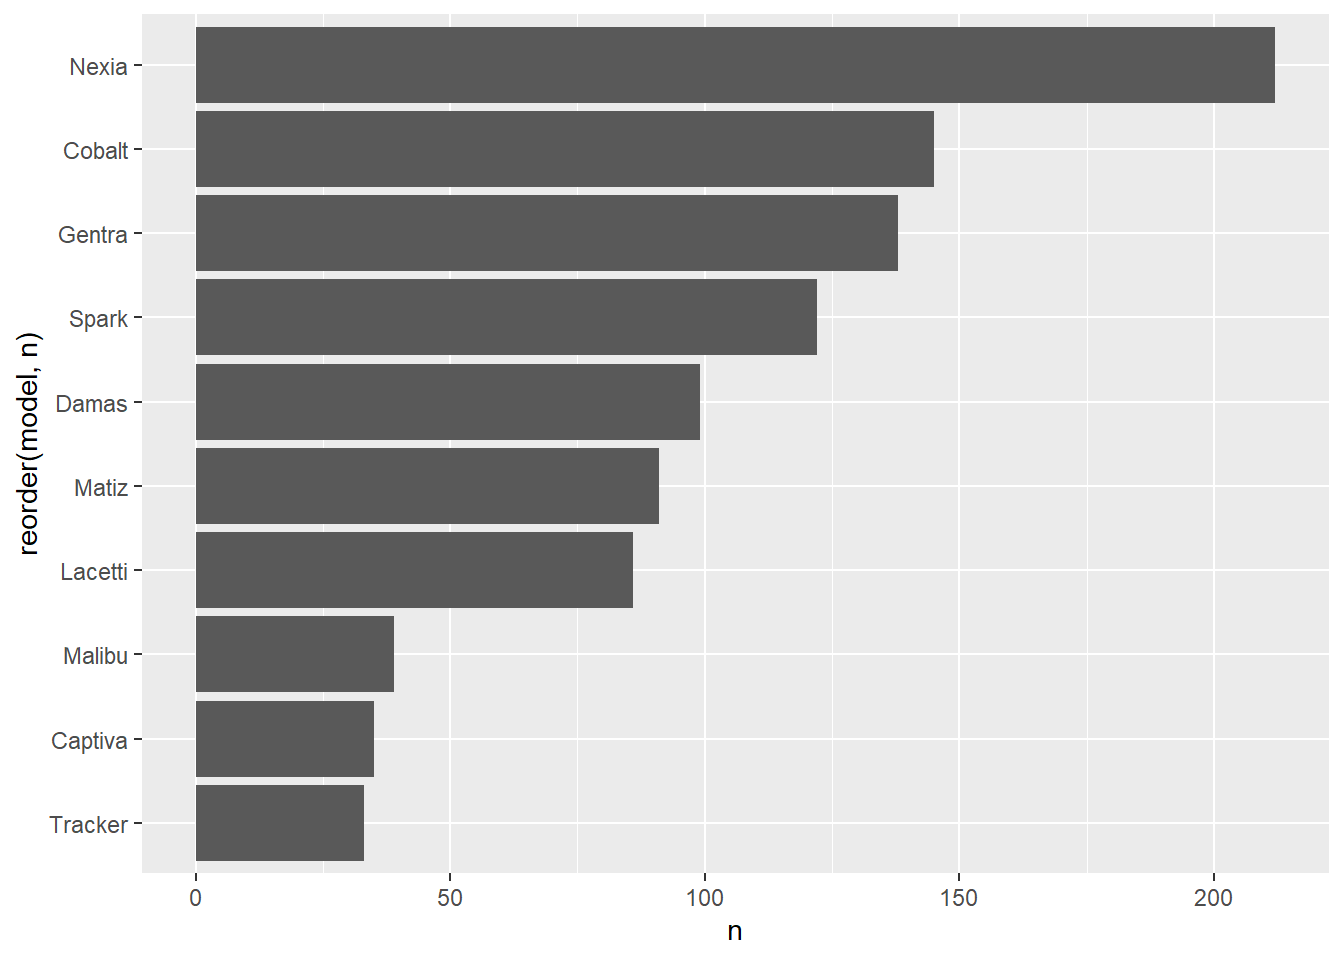 Nexia
Cobalt
Gentra
Spark
Damas
Matiz
Lacetti
Malibu
Captiva
Tracker
reorder(model, n)
0 50 100 150 200
n